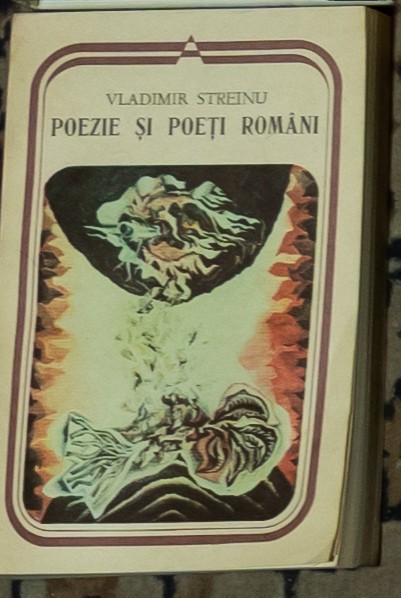 VLADIMIR STREINU
POEZIE ȘI POEȚI ROMÂNI